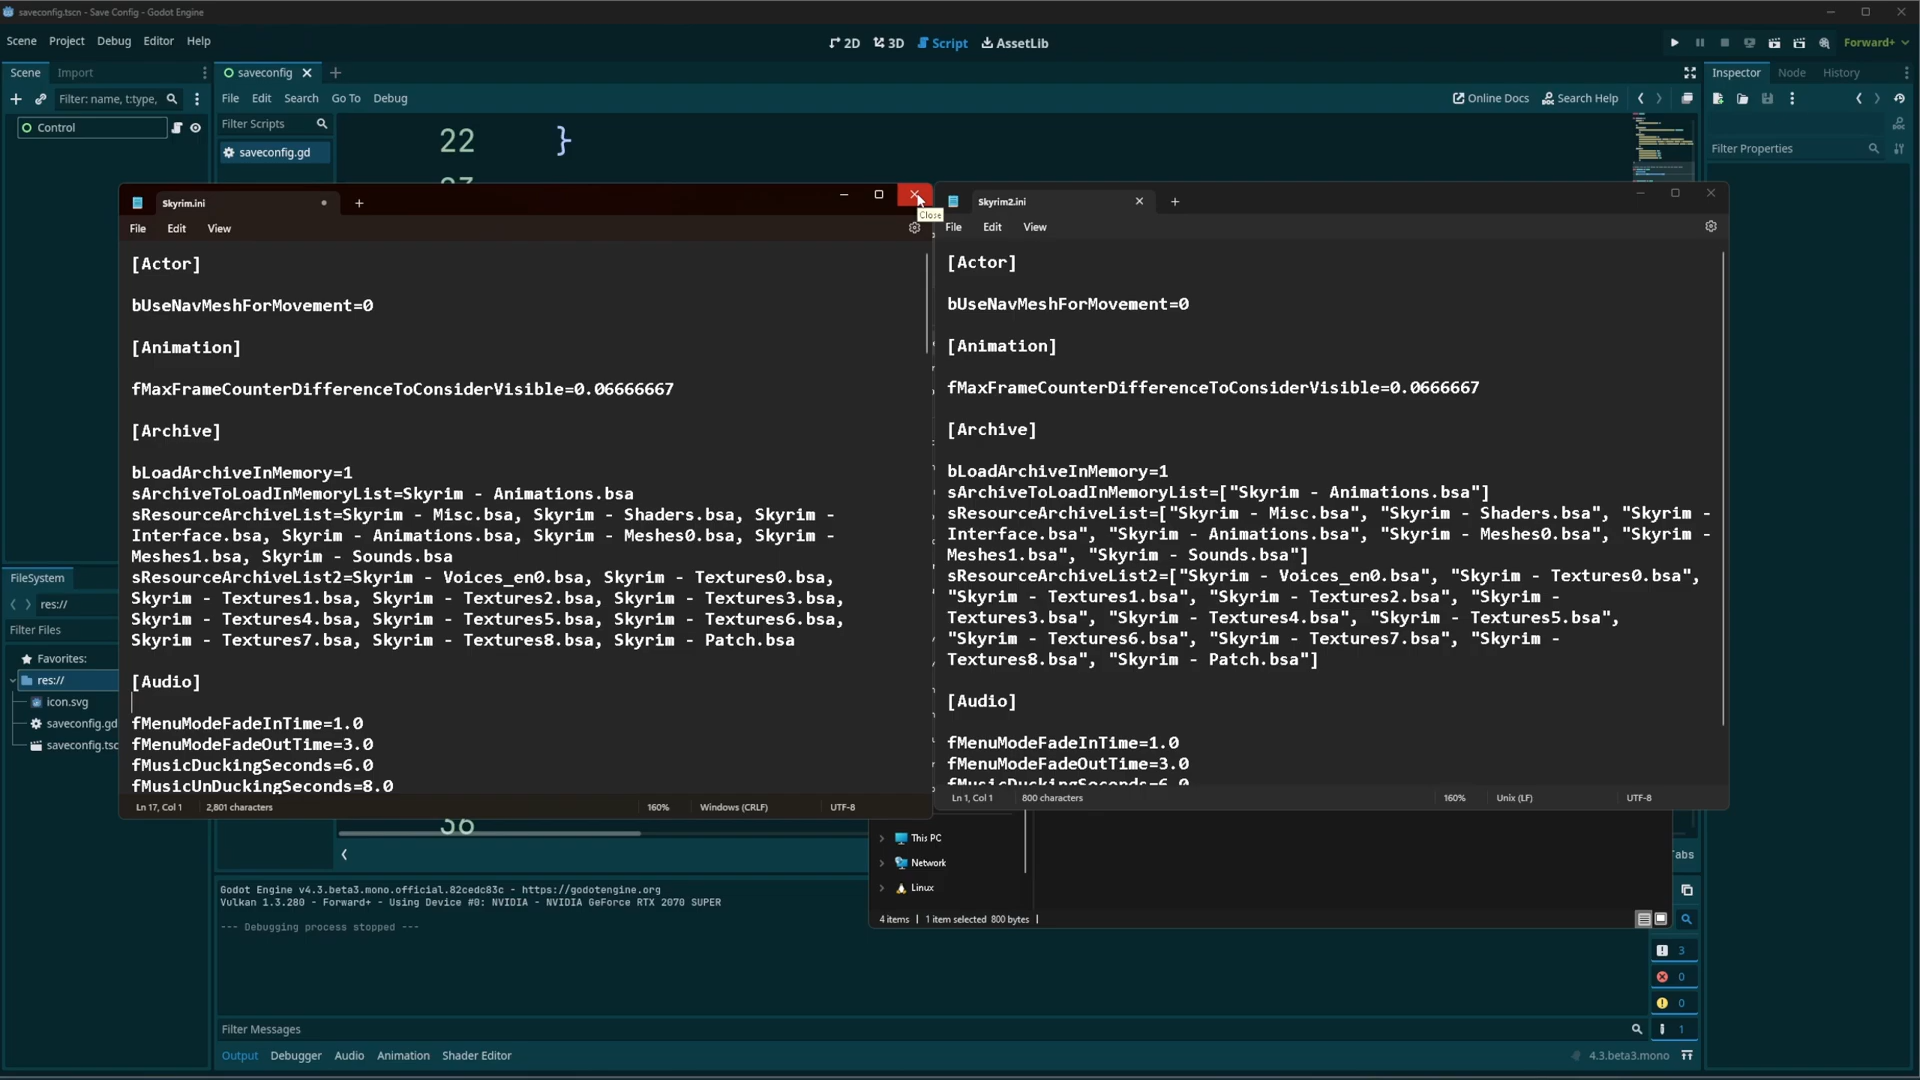 saveconfig.tscn - Save Config - Godot Engine
Scene Project Debug Editor Help
2D 3D Script AssetLib
Forward+
Scene Import
saveconfig
Inspector Node History
Filter: name, t:type,
File Edit Search Go To Debug
Online Docs Search Help
Control
Filter Scripts
saveconfig.gd
22 }
Filter Properties
Skyrim.ini
Close
File Edit View
[Actor]
bUseNavMeshForMovement=0
[Animation]
fMaxFrameCounterDifferenceToConsiderVisible=0.06666667
[Archive]
bLoadArchiveInMemory=1
sArchiveToLoadInMemoryList=Skyrim - Animations.bsa
sResourceArchiveList=Skyrim - Misc.bsa, Skyrim - Shaders.bsa, Skyrim -
Interface.bsa, Skyrim - Animations.bsa, Skyrim - Meshes0.bsa, Skyrim -
Meshes1.bsa, Skyrim - Sounds.bsa
sResourceArchiveList2=Skyrim - Voices_en0.bsa, Skyrim - Textures0.bsa,
Skyrim - Textures1.bsa, Skyrim - Textures2.bsa, Skyrim - Textures3.bsa,
Skyrim - Textures4.bsa, Skyrim - Textures5.bsa, Skyrim - Textures6.bsa,
Skyrim - Textures7.bsa, Skyrim - Textures8.bsa, Skyrim - Patch.bsa
[Audio]
fMenuModeFadeInTime=1.0
fMenuModeFadeOutTime=3.0
fMusicDuckingSeconds=6.0
fMusicUnDuckingSeconds=8.0
Ln 17, Col 1 2,801 characters 160% Windows (CRLF) UTF-8
Skyrim2.ini
File Edit View
[Actor]
bUseNavMeshForMovement=0
[Animation]
fMaxFrameCounterDifferenceToConsiderVisible=0.0666667
[Archive]
bLoadArchiveInMemory=1
sArchiveToLoadInMemoryList=["Skyrim - Animations.bsa"]
sResourceArchiveList=["Skyrim - Misc.bsa", "Skyrim - Shaders.bsa", "Skyrim -
Interface.bsa", "Skyrim - Animations.bsa", "Skyrim - Meshes0.bsa", "Skyrim -
Meshes1.bsa", "Skyrim - Sounds.bsa"]
sResourceArchiveList2=["Skyrim - Voices_en0.bsa", "Skyrim - Textures0.bsa",
"Skyrim - Textures1.bsa", "Skyrim - Textures2.bsa", "Skyrim -
Textures3.bsa", "Skyrim - Textures4.bsa", "Skyrim - Textures5.bsa",
"Skyrim - Textures6.bsa", "Skyrim - Textures7.bsa", "Skyrim -
Textures8.bsa", "Skyrim - Patch.bsa"]
[Audio]
fMenuModeFadeInTime=1.0
fMenuModeFadeOutTime=3.0
fMusicDuckingSeconds=6.0
Ln 1, Col 1 800 characters 160% Unix (LF) UTF-8
FileSystem
res://
Filter Files
Favorites:
res://
icon.svg
saveconfig.gd
saveconfig.tsc
36
This PC
Network
Linux
4 items 1 item selected 800 bytes
abs
Godot Engine v4.3.beta3.mono.official.82cedc83c - https://godotengine.org
Vulkan 1.3.280 - Forward+ - Using Device #0: NVIDIA - NVIDIA GeForce RTX 2070 SUPER
--- Debugging process stopped ---
3
0
0
1
Filter Messages
Output Debugger Audio Animation Shader Editor
4.3.beta3.mono